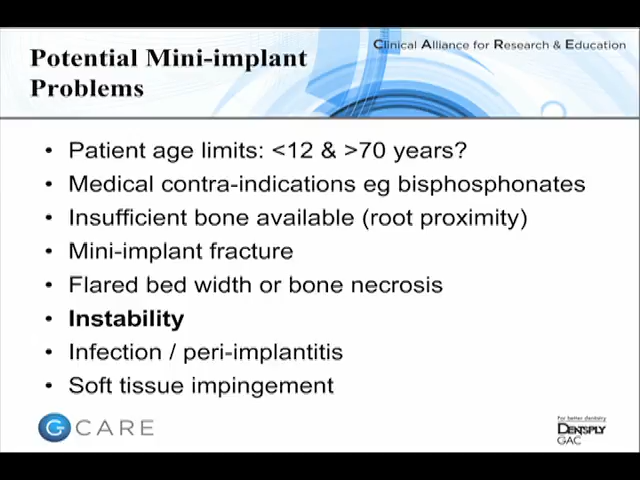 Clinical Alliance for Research & Education
Potential Mini-implant
Problems
• Patient age limits: <12 & >70 years?
• Medical contra-indications eg bisphosphonates
• Insufficient bone available (root proximity)
• Mini-implant fracture
• Flared bed width or bone necrosis
• Instability
• Infection / peri-implantitis
• Soft tissue impingement
G CARE
For better dentistry
DENTSPLY
GAC